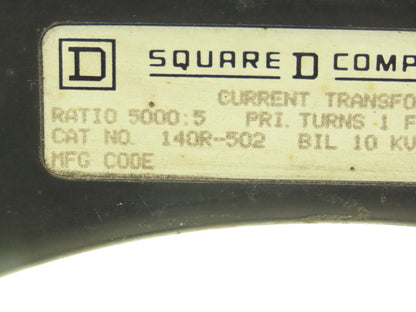 D SQUARE D COMP
CURRENT TRANSFO
RATIO 5000:5 PRI. TURNS 1 F
CAT NO. 140R-502 BIL 10 KV
MFG CODE